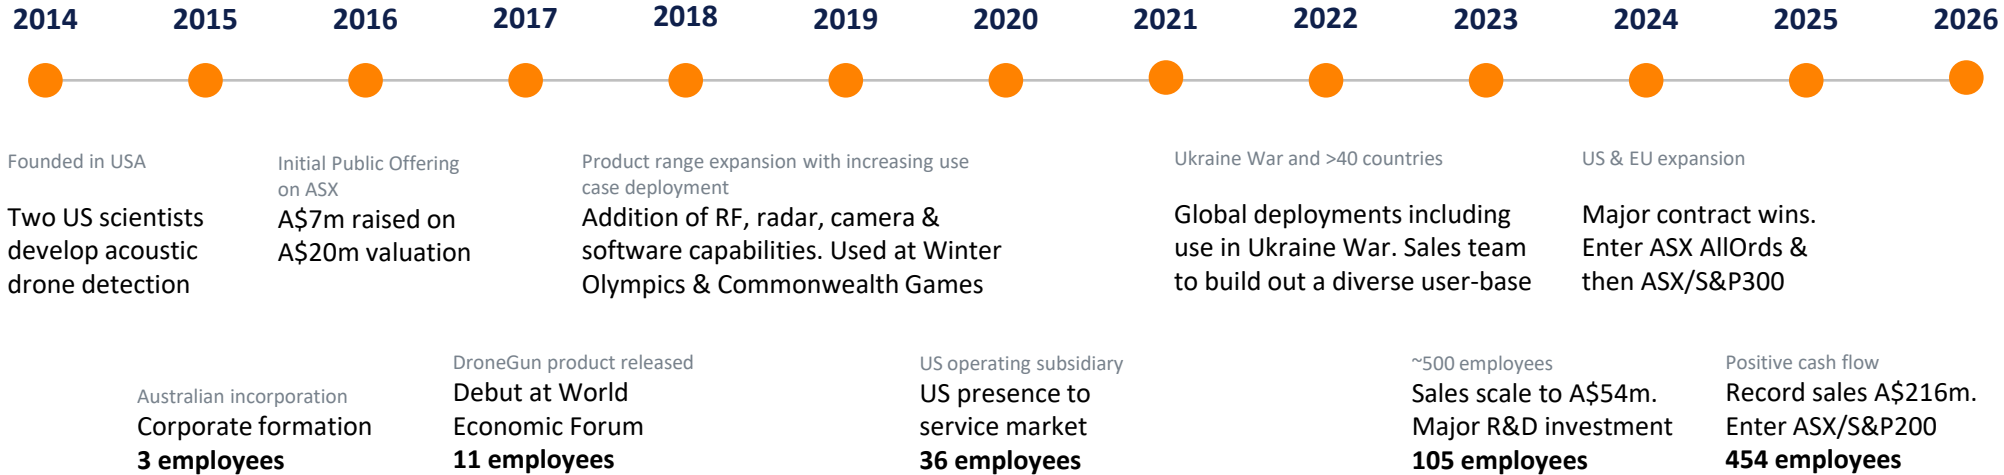 2014 2015 2016 2017 2018 2019 2020 2021 2022 2023 2024 2025 2026
Founded in USA
Two US scientists
develop acoustic
drone detection
Initial Public Offering
on ASX
A$7m raised on
A$20m valuation
Product range expansion with increasing use
case deployment
Addition of RF, radar, camera &
software capabilities. Used at Winter
Olympics & Commonwealth Games
Ukraine War and >40 countries
Global deployments including
use in Ukraine War. Sales team
to build out a diverse user-base
US & EU expansion
Major contract wins.
Enter ASX AllOrds &
then ASX/S&P300
Australian incorporation
Corporate formation
3 employees
DroneGun product released
Debut at World
Economic Forum
11 employees
US operating subsidiary
US presence to
service market
36 employees
~500 employees
Sales scale to A$54m.
Major R&D investment
105 employees
Positive cash flow
Record sales A$216m.
Enter ASX/S&P200
454 employees